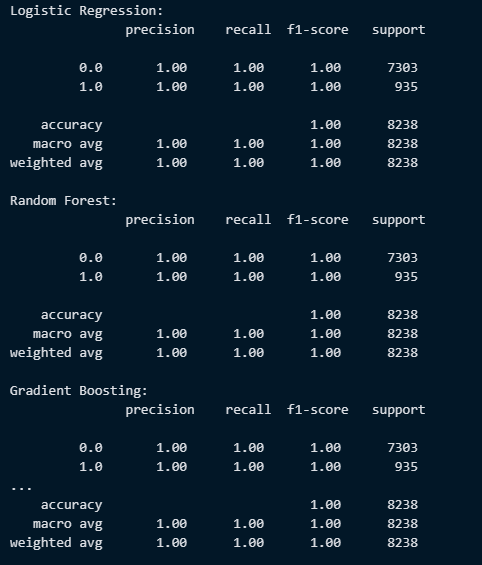 Logistic Regression:
precision recall f1-score support
0.0 1.00 1.00 1.00 7303
1.0 1.00 1.00 1.00 935
accuracy 1.00 8238
macro avg 1.00 1.00 1.00 8238
weighted avg 1.00 1.00 1.00 8238
Random Forest:
precision recall f1-score support
0.0 1.00 1.00 1.00 7303
1.0 1.00 1.00 1.00 935
accuracy 1.00 8238
macro avg 1.00 1.00 1.00 8238
weighted avg 1.00 1.00 1.00 8238
Gradient Boosting:
precision recall f1-score support
0.0 1.00 1.00 1.00 7303
1.0 1.00 1.00 1.00 935
...
accuracy 1.00 8238
macro avg 1.00 1.00 1.00 8238
weighted avg 1.00 1.00 1.00 8238